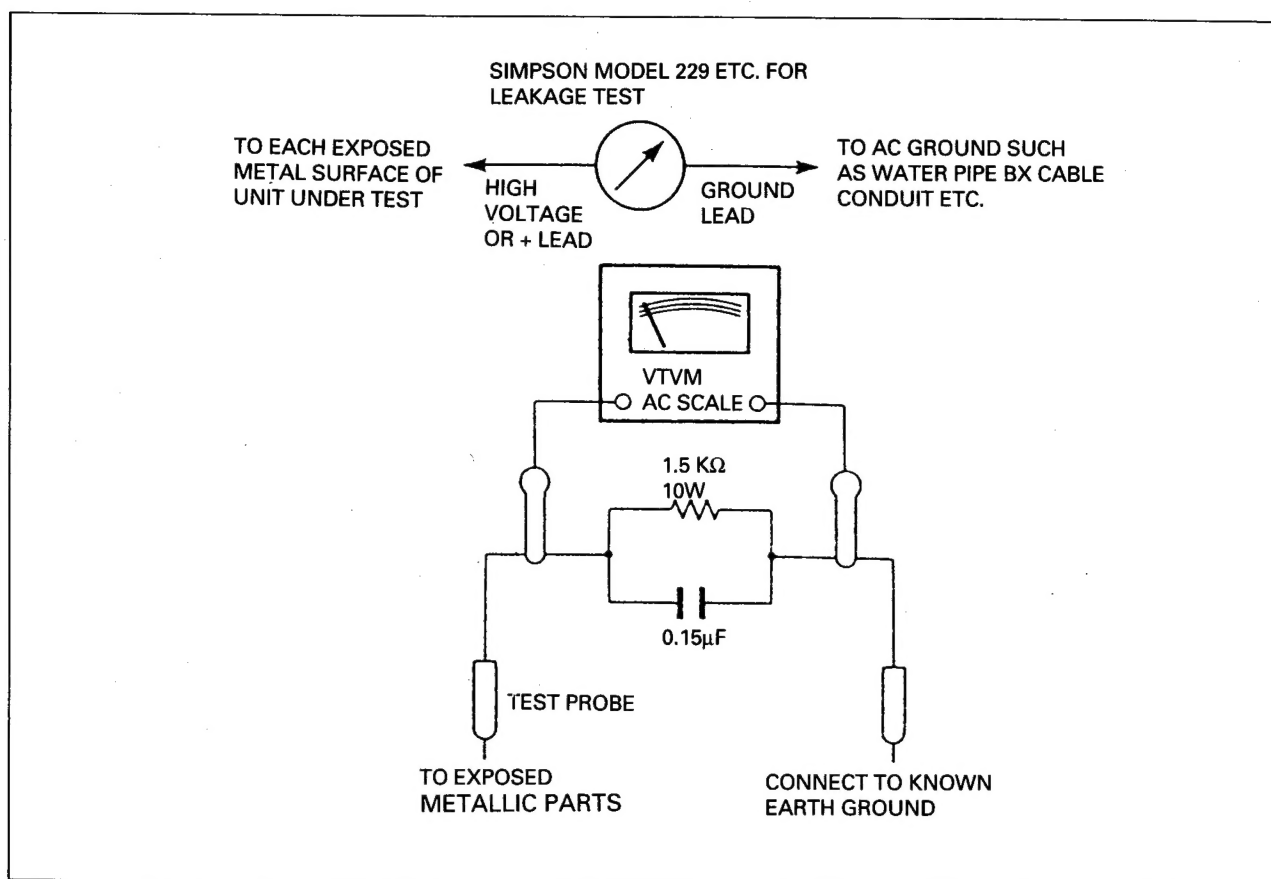 SIMPSON MODEL 229 ETC. FOR
LEAKAGE TEST
TO EACH EXPOSED
METAL SURFACE OF
UNIT UNDER TEST
HIGH
VOLTAGE
OR + LEAD
GROUND
LEAD
TO AC GROUND SUCH
AS WATER PIPE BX CABLE
CONDUIT ETC.
VTVM
AC SCALE
1.5 KΩ
10W
0.15μF
TEST PROBE
TO EXPOSED
METALLIC PARTS
CONNECT TO KNOWN
EARTH GROUND